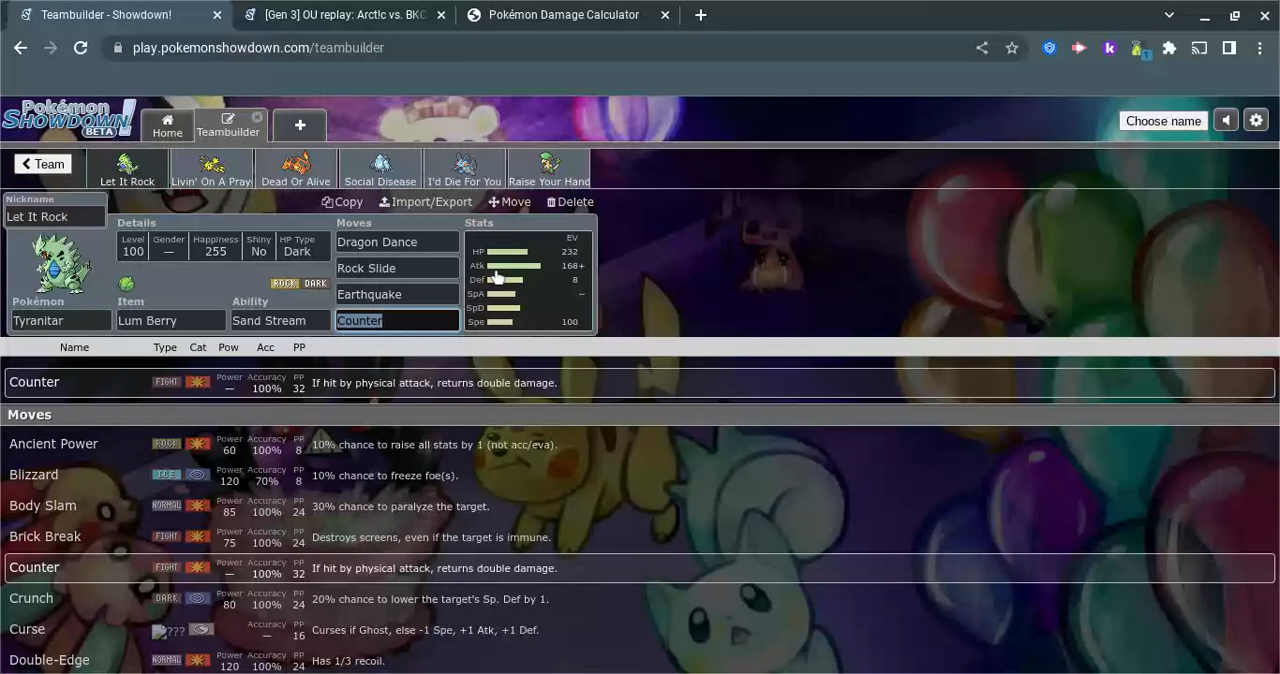 Teambuilder - Showdown!
[Gen 3] OU replay: Arct!c vs. BKC
Pokémon Damage Calculator
play.pokemonshowdown.com/teambuilder
1
Pokémon
SHOWDOWN!
BETA
Home
Teambuilder
Choose name
Team
Let It Rock
Livin' On A Pray
Dead Or Alive
Social Disease
I'd Die For You
Raise Your Hand
Nickname
Let It Rock
Copy
Import/Export
Move
Delete
Details
Level
100
Gender
—
Happiness
255
Shiny
No
HP Type
Dark
ROCK DARK
Pokémon
Tyranitar
Item
Lum Berry
Ability
Sand Stream
Moves
Dragon Dance
Rock Slide
Earthquake
Counter
Stats
EV
HP 232
Atk 168+
Def 8
SpA –
SpD
Spe 100
Name Type Cat Pow Acc PP
Counter FIGHT Power — Accuracy 100% PP 32 If hit by physical attack, returns double damage.
Moves
Ancient Power ROCK Power 60 Accuracy 100% PP 8 10% chance to raise all stats by 1 (not acc/eva).
Blizzard ICE Power 120 Accuracy 70% PP 8 10% chance to freeze foe(s).
Body Slam NORMAL Power 85 Accuracy 100% PP 24 30% chance to paralyze the target.
Brick Break FIGHT Power 75 Accuracy 100% PP 24 Destroys screens, even if the target is immune.
Counter FIGHT Power — Accuracy 100% PP 32 If hit by physical attack, returns double damage.
Crunch DARK Power 80 Accuracy 100% PP 24 20% chance to lower the target's Sp. Def by 1.
Curse ??? Accuracy — PP 16 Curses if Ghost, else -1 Spe, +1 Atk, +1 Def.
Double-Edge NORMAL Power 120 Accuracy 100% PP 24 Has 1/3 recoil.